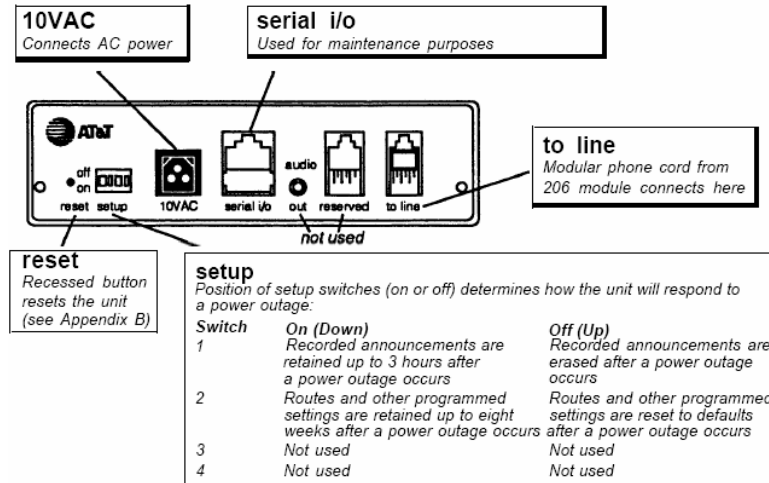 10VAC
Connects AC power
serial i/o
Used for maintenance purposes
AT&T
off
on
reset setup 10VAC serial i/o audio out reserved to line
not used
to line
Modular phone cord from
206 module connects here
reset
Recessed button
resets the unit
(see Appendix B)
setup
Position of setup switches (on or off) determines how the unit will respond to
a power outage:
Switch On (Down) Off (Up)
1 Recorded announcements are Recorded announcements are
retained up to 3 hours after erased after a power outage
a power outage occurs occurs
2 Routes and other programmed Routes and other programmed
settings are retained up to eight settings are reset to defaults
weeks after a power outage occurs after a power outage occurs
3 Not used Not used
4 Not used Not used